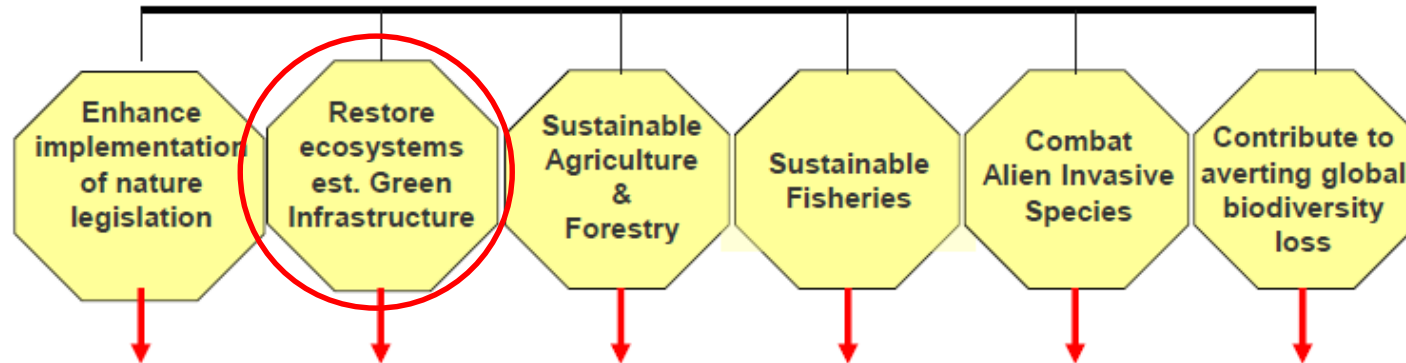 Enhance
implementation
of nature
legislation
Restore
ecosystems
est. Green
Infrastructure
Sustainable
Agriculture
&
Forestry
Sustainable
Fisheries
Combat
Alien Invasive
Species
Contribute to
averting global
biodiversity
loss